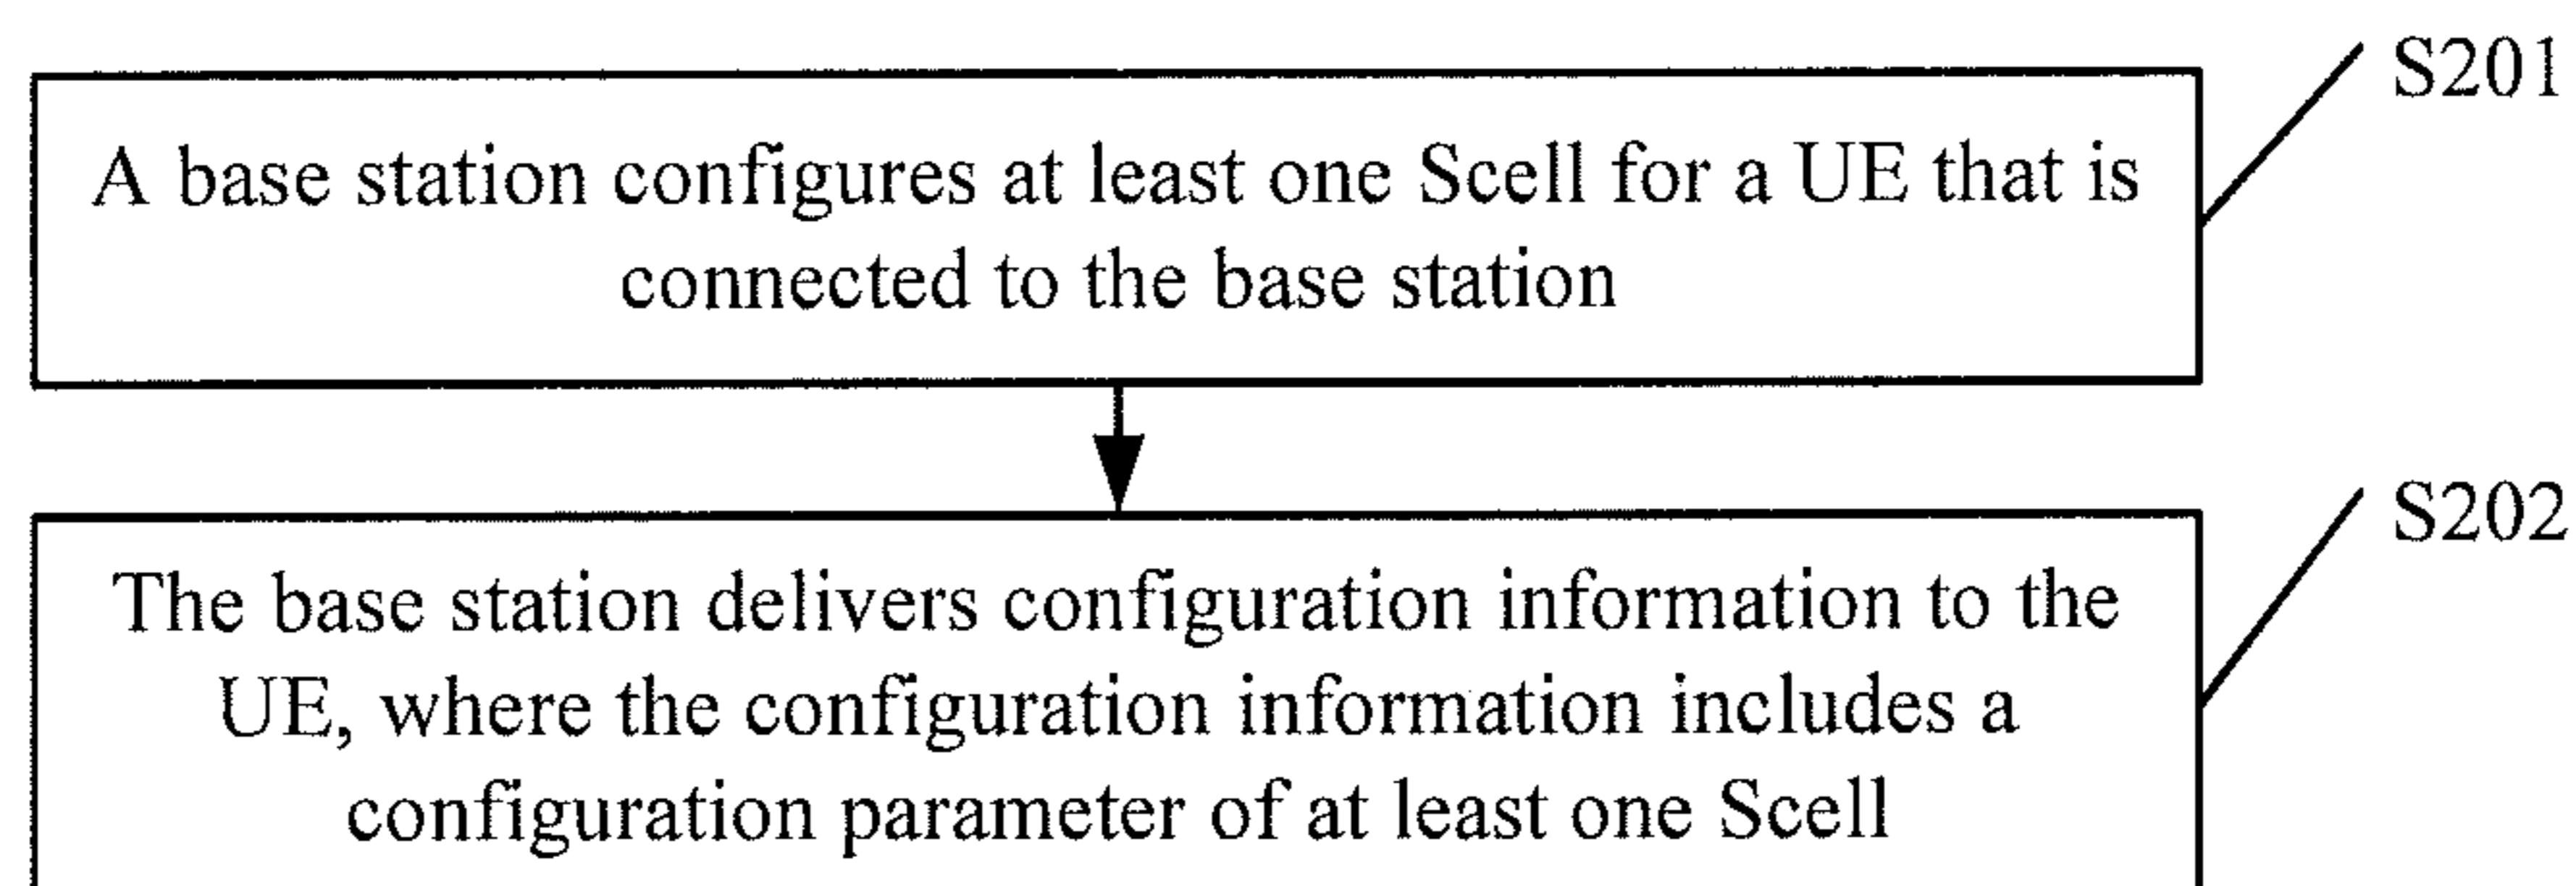 S201
A base station configures at least one Scell for a UE that is
connected to the base station
S202
The base station delivers configuration information to the
UE, where the configuration information includes a
configuration parameter of at least one Scell